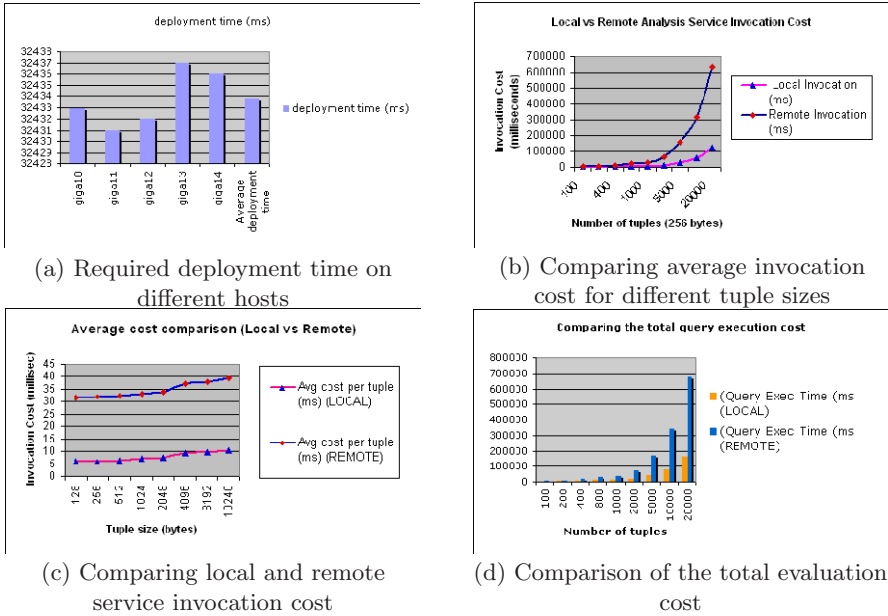 deployment time (ms)
32433
32437
32436
32434
32433
32431
32430
32429
32427
32426
32424
32423
giga10
giga11
giga12
giga13
giga14
Average
deployment
time
deployment time (ms)
(a) Required deployment time on
different hosts
Local vs Remote Analysis Service Invocation Cost
Invocation Cost
(milliseconds)
700000
600000
500000
400000
300000
200000
100000
0
100
400
1000
5000
20000
Number of tuples (256 bytes)
Local Invocation
(ms)
Remote Invocation
(ms)
(b) Comparing average invocation
cost for different tuple sizes
Average cost comparison (Local vs Remote)
Invocation Cost (millisec)
45
40
35
30
25
20
15
10
5
0
128
256
512
1024
2048
4096
8192
10240
Tuple size (bytes)
Avg cost per tuple
(ms) (LOCAL)
Avg cost per tuple
(ms) (REMOTE)
(c) Comparing local and remote
service invocation cost
Comparing the total query execution cost
800000
700000
600000
500000
400000
300000
200000
100000
0
100
200
400
800
1000
2000
5000
10000
20000
Number of tuples
(Query Exec Time (ms
(LOCAL)
(Query Exec Time (ms
(REMOTE)
(d) Comparison of the total evaluation
cost